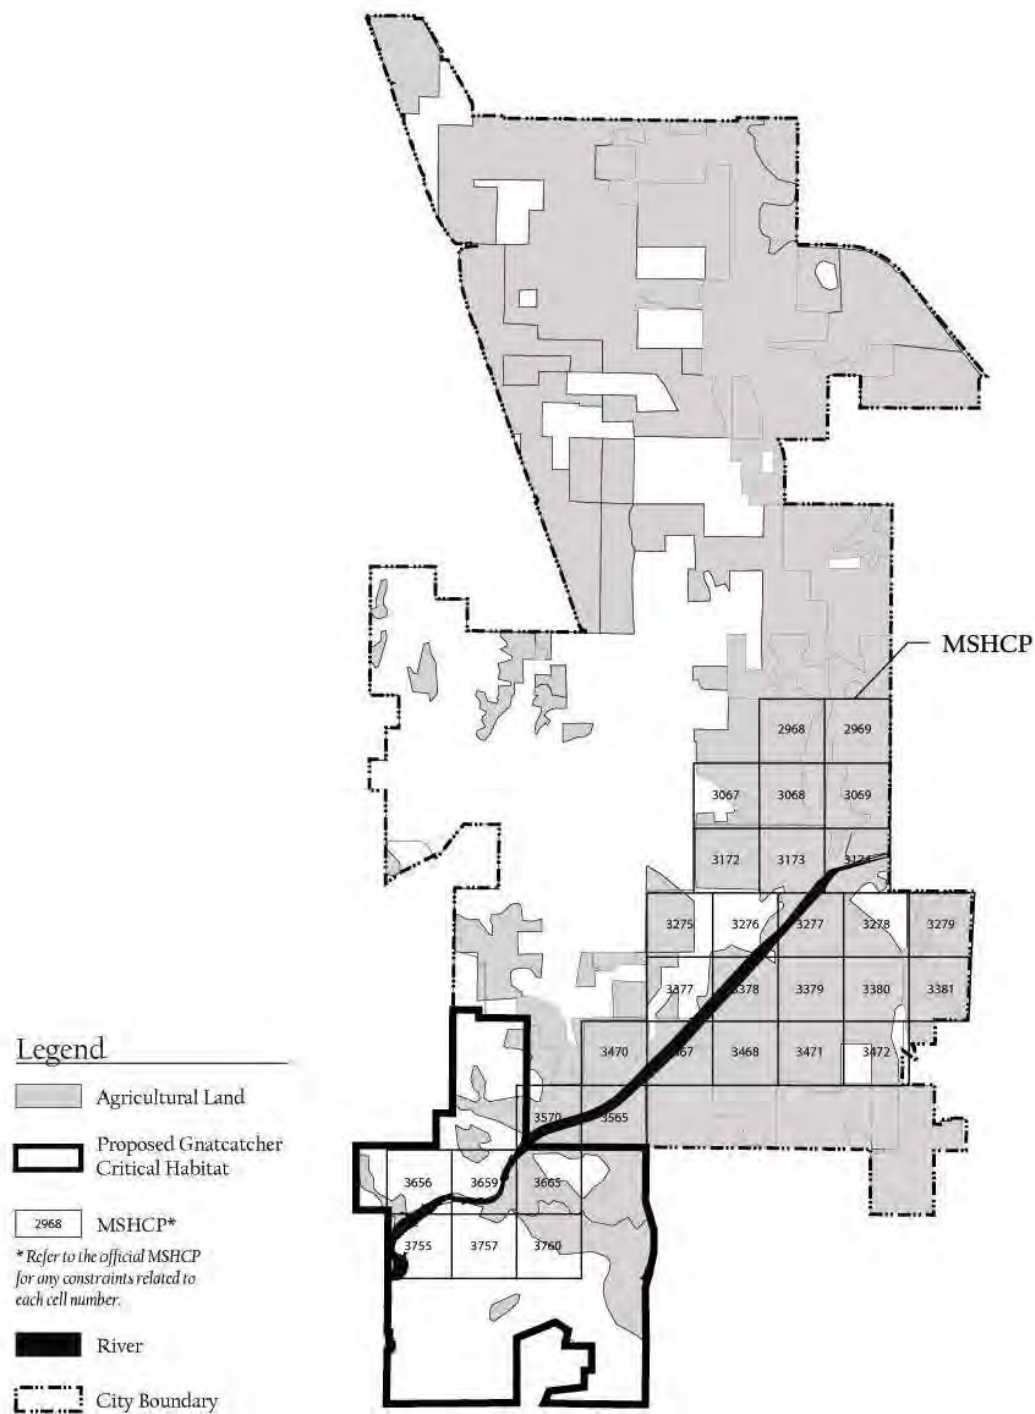 MSHCP
2968 2969
3067 3068 3069
3172 3173 3174
3275 3276 3277 3278 3279
3377 3378 3379 3380 3381
3470 3467 3468 3471 3472
3570 3565
3656 3659 3665
3755 3757 3760
Legend
Agricultural Land
Proposed Gnatcatcher
Critical Habitat
2968 MSHCP*
* Refer to the official MSHCP
for any constraints related to
each cell number.
River
City Boundary